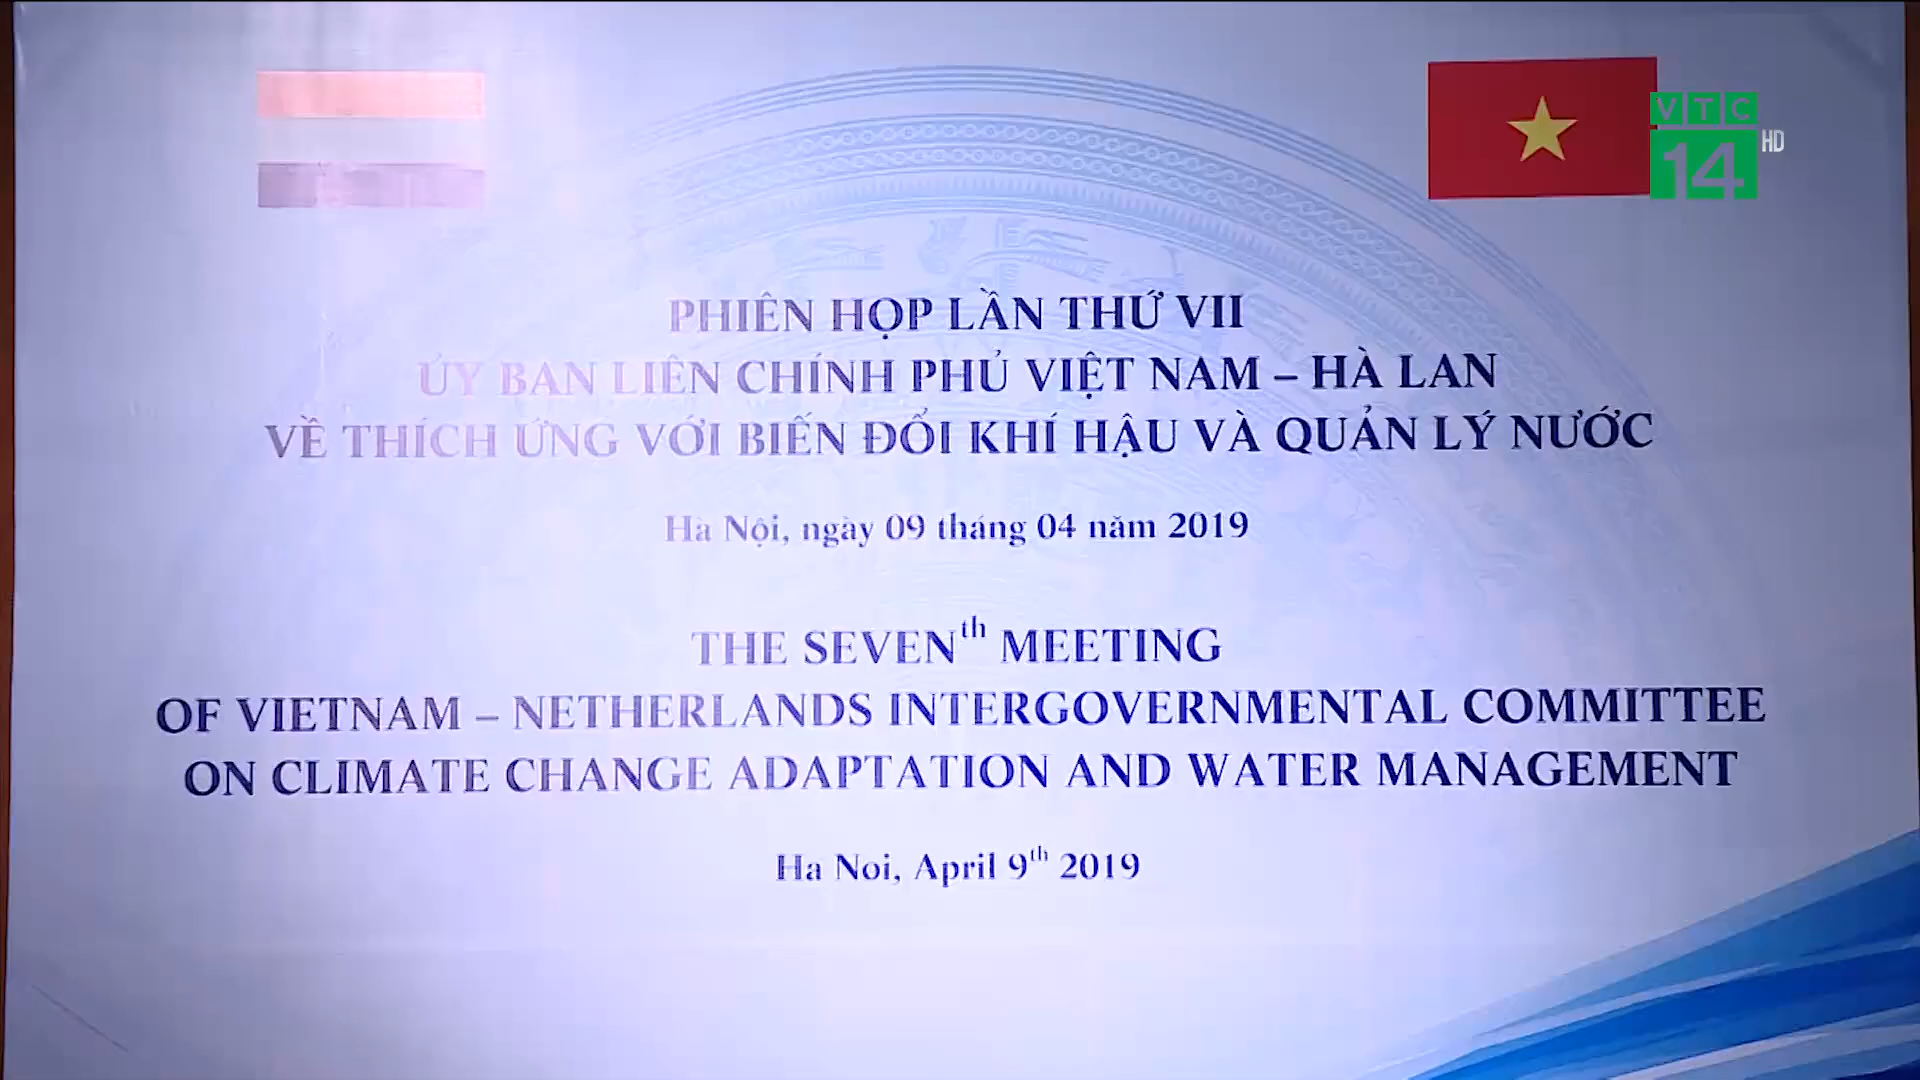 VTC
14 HD
PHIÊN HỌP LẦN THỨ VII
ỦY BAN LIÊN CHÍNH PHỦ VIỆT NAM – HÀ LAN
VỀ THÍCH ỨNG VỚI BIẾN ĐỔI KHÍ HẬU VÀ QUẢN LÝ NƯỚC
Hà Nội, ngày 09 tháng 04 năm 2019
THE SEVENth MEETING
OF VIETNAM – NETHERLANDS INTERGOVERNMENTAL COMMITTEE
ON CLIMATE CHANGE ADAPTATION AND WATER MANAGEMENT
Ha Noi, April 9th 2019